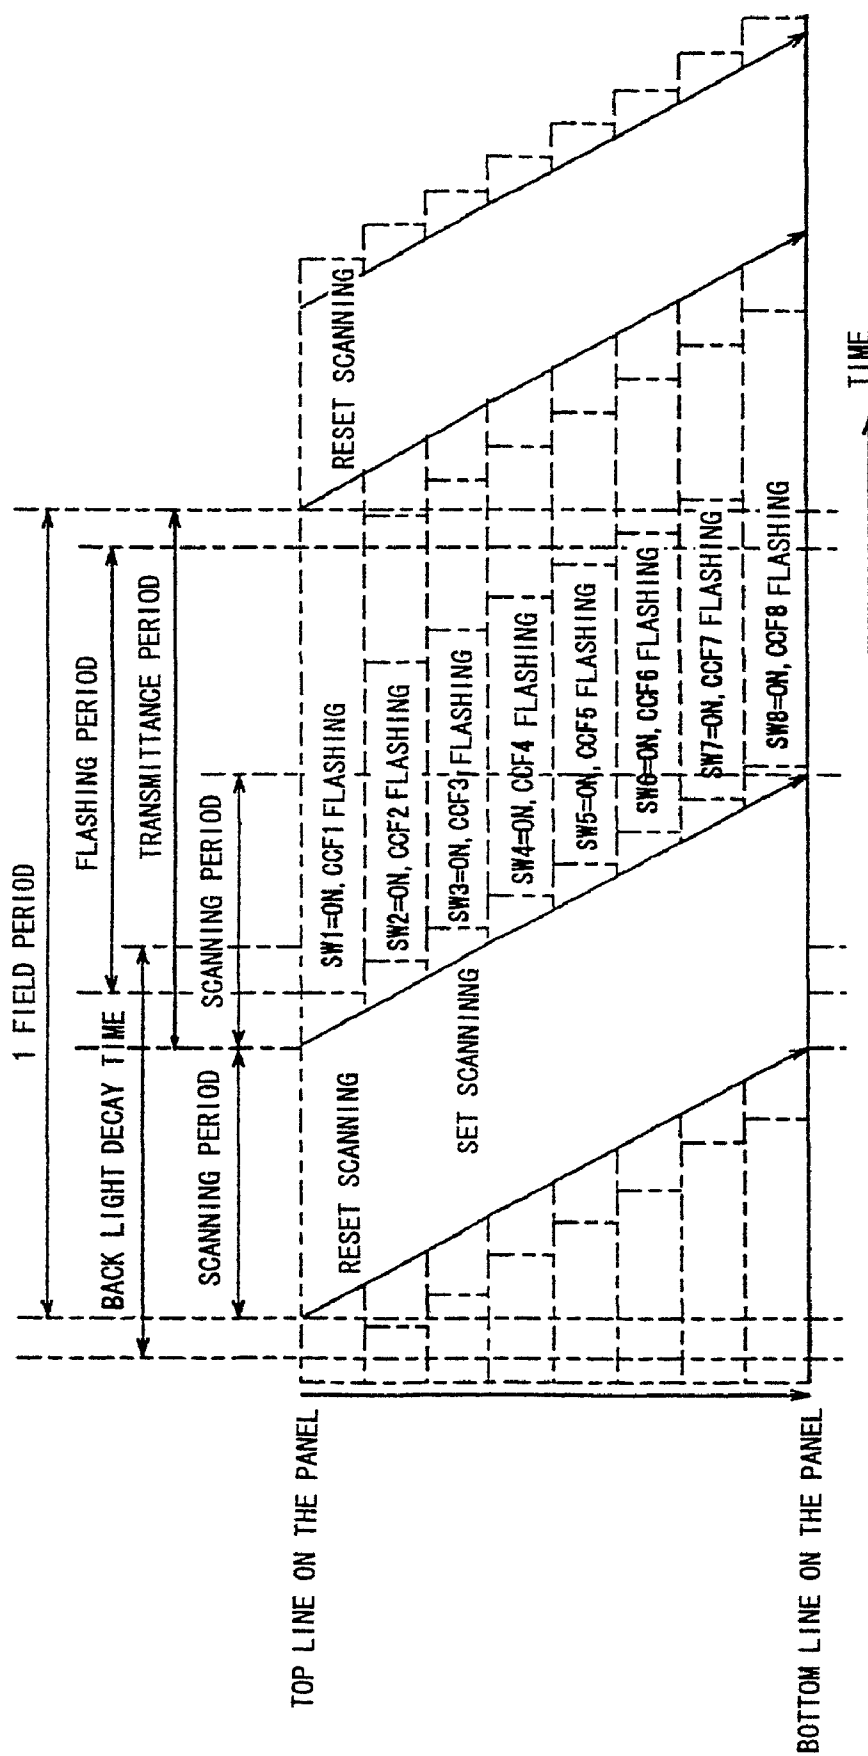 1 FIELD PERIOD
FLASHING PERIOD
BACK LIGHT DECAY TIME
TRANSMITTANCE PERIOD
SCANNING PERIOD
SCANNING PERIOD
TOP LINE ON THE PANEL
RESET SCANNING
SW1=ON, CCF1 FLASHING
RESET SCANNING
SW2=ON, CCF2 FLASHING
SET SCANNINNG
SW3=ON, CCF3 FLASHING
SW4=ON, CCF4 FLASHING
SW5=ON, CCF5 FLASHING
SW6=ON, CCF6 FLASHING
SW7=ON, CCF7 FLASHING
SW8=ON, CCF8 FLASHING
BOTTOM LINE ON THE PANEL
TIME